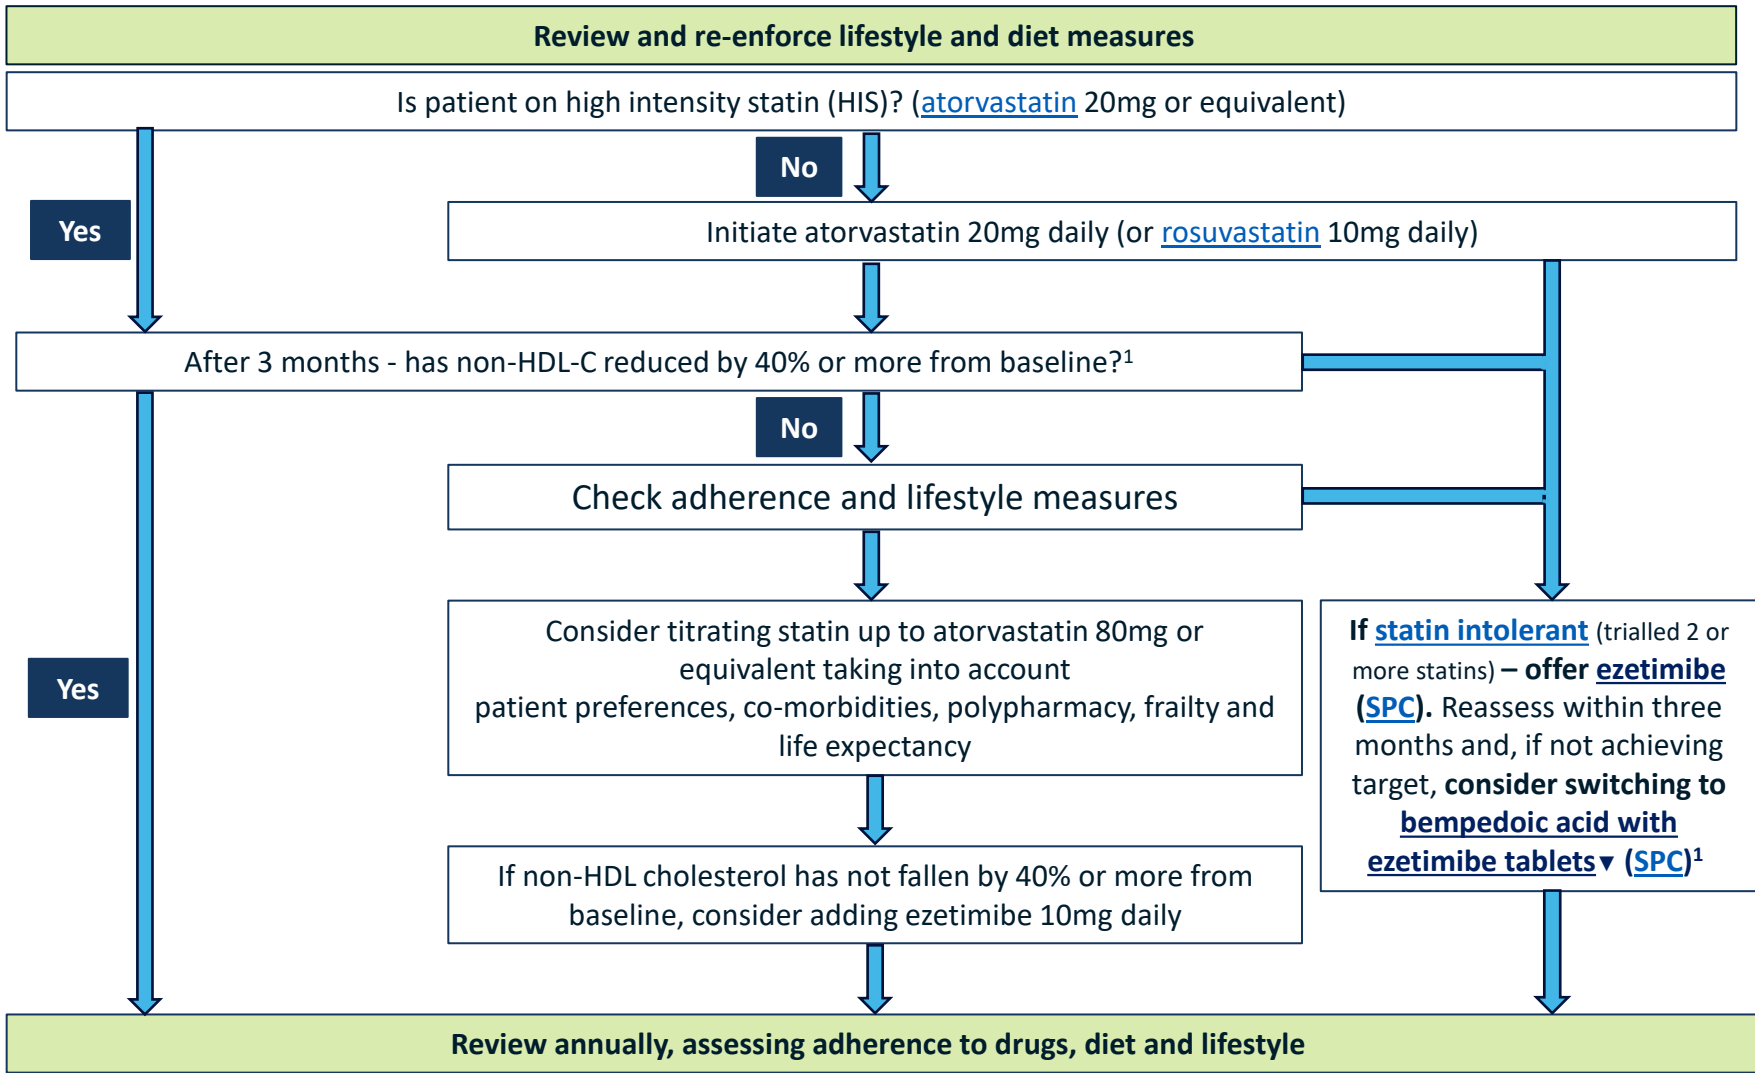 Review and re-enforce lifestyle and diet measures
Is patient on high intensity statin (HIS)? (atorvastatin 20mg or equivalent)
No
Yes
Initiate atorvastatin 20mg daily (or rosuvastatin 10mg daily)
After 3 months - has non-HDL-C reduced by 40% or more from baseline?¹
No
Check adherence and lifestyle measures
Yes
Consider titrating statin up to atorvastatin 80mg or
equivalent taking into account
patient preferences, co-morbidities, polypharmacy, frailty and
life expectancy
If non-HDL cholesterol has not fallen by 40% or more from
baseline, consider adding ezetimibe 10mg daily
If statin intolerant (trialled 2 or
more statins) – offer ezetimibe
(SPC). Reassess within three
months and, if not achieving
target, consider switching to
bempedoic acid with
ezetimibe tablets▼ (SPC)¹
Review annually, assessing adherence to drugs, diet and lifestyle